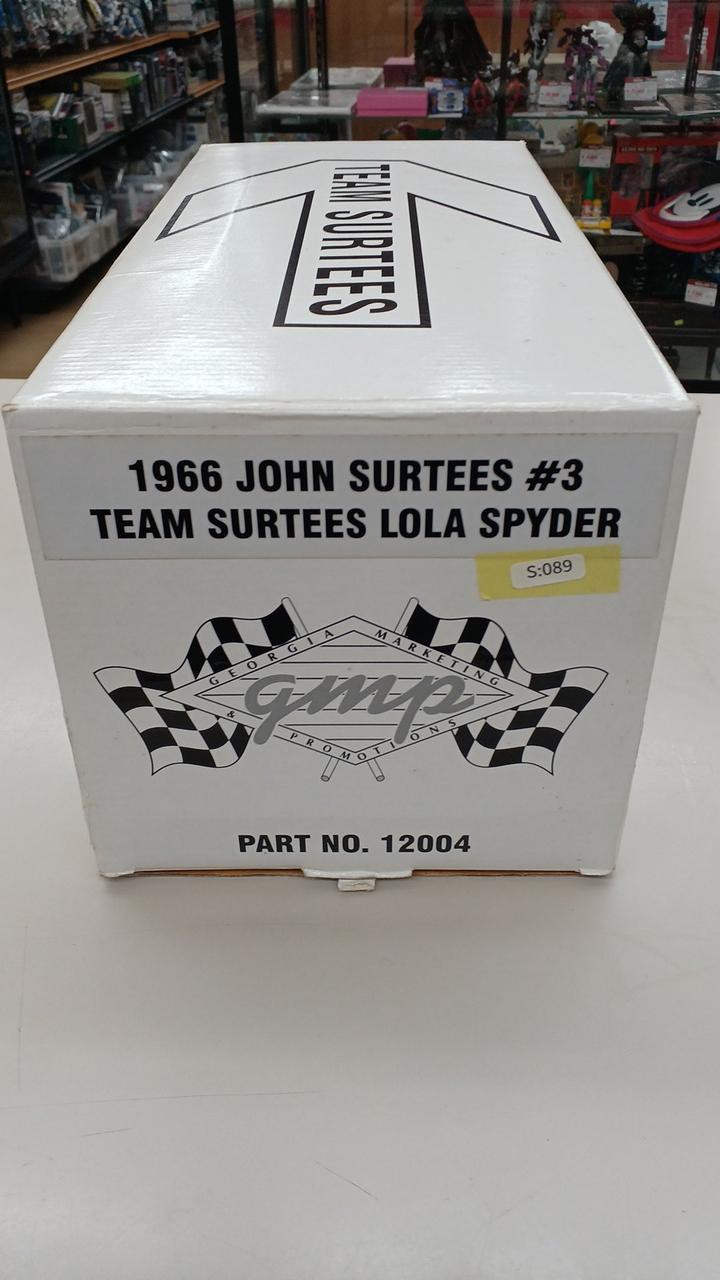 TEAM SURTEES
1966 JOHN SURTEES #3
TEAM SURTEES LOLA SPYDER
S:089
GEORGIA MARKETING
gmp
& PROMOTIONS
PART NO. 12004